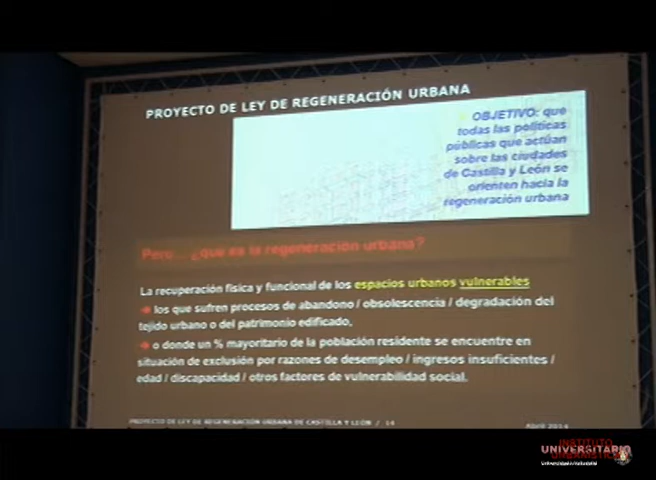 PROYECTO DE LEY DE REGENERACIÓN URBANA
OBJETIVO: que
todas las políticas
públicas que actúan
sobre las ciudades
de Castilla y León se
orienten hacia la
regeneración urbana
Pero... ¿que es la regeneración urbana?
La recuperación física y funcional de los espacios urbanos vulnerables
los que sufren procesos de abandono / obsolescencia / degradación del
tejido urbano o del patrimonio edificado,
o donde un % mayoritario de la población residente se encuentre en
situación de exclusión por razones de desempleo / ingresos insuficientes /
edad / discapacidad / otros factores de vulnerabilidad social.
PROYECTO DE LEY DE REGENERACIÓN URBANA DE CASTILLA Y LEÓN / 14
Abril 2014
INSTITUTO
UNIVERSITARIO